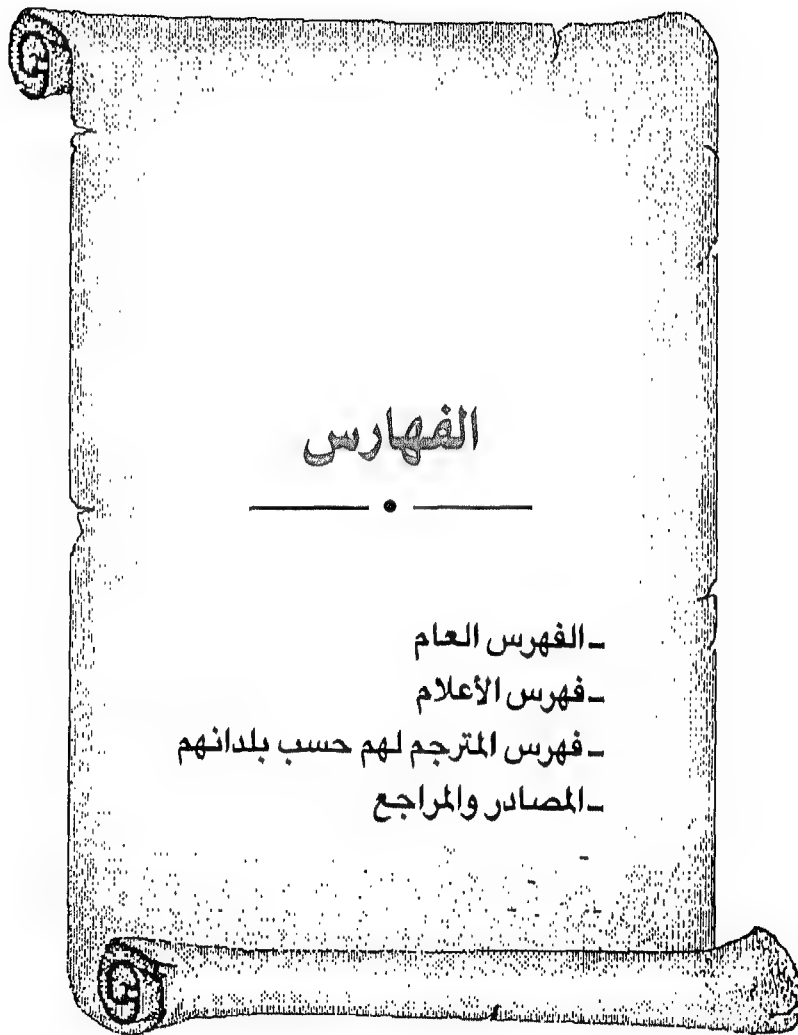 الفهارس
ـ الفهرس العام
ـ فهرس الأعلام
ـ فهرس المترجم لهم حسب بلدانهم
ـ المصادر والمراجع